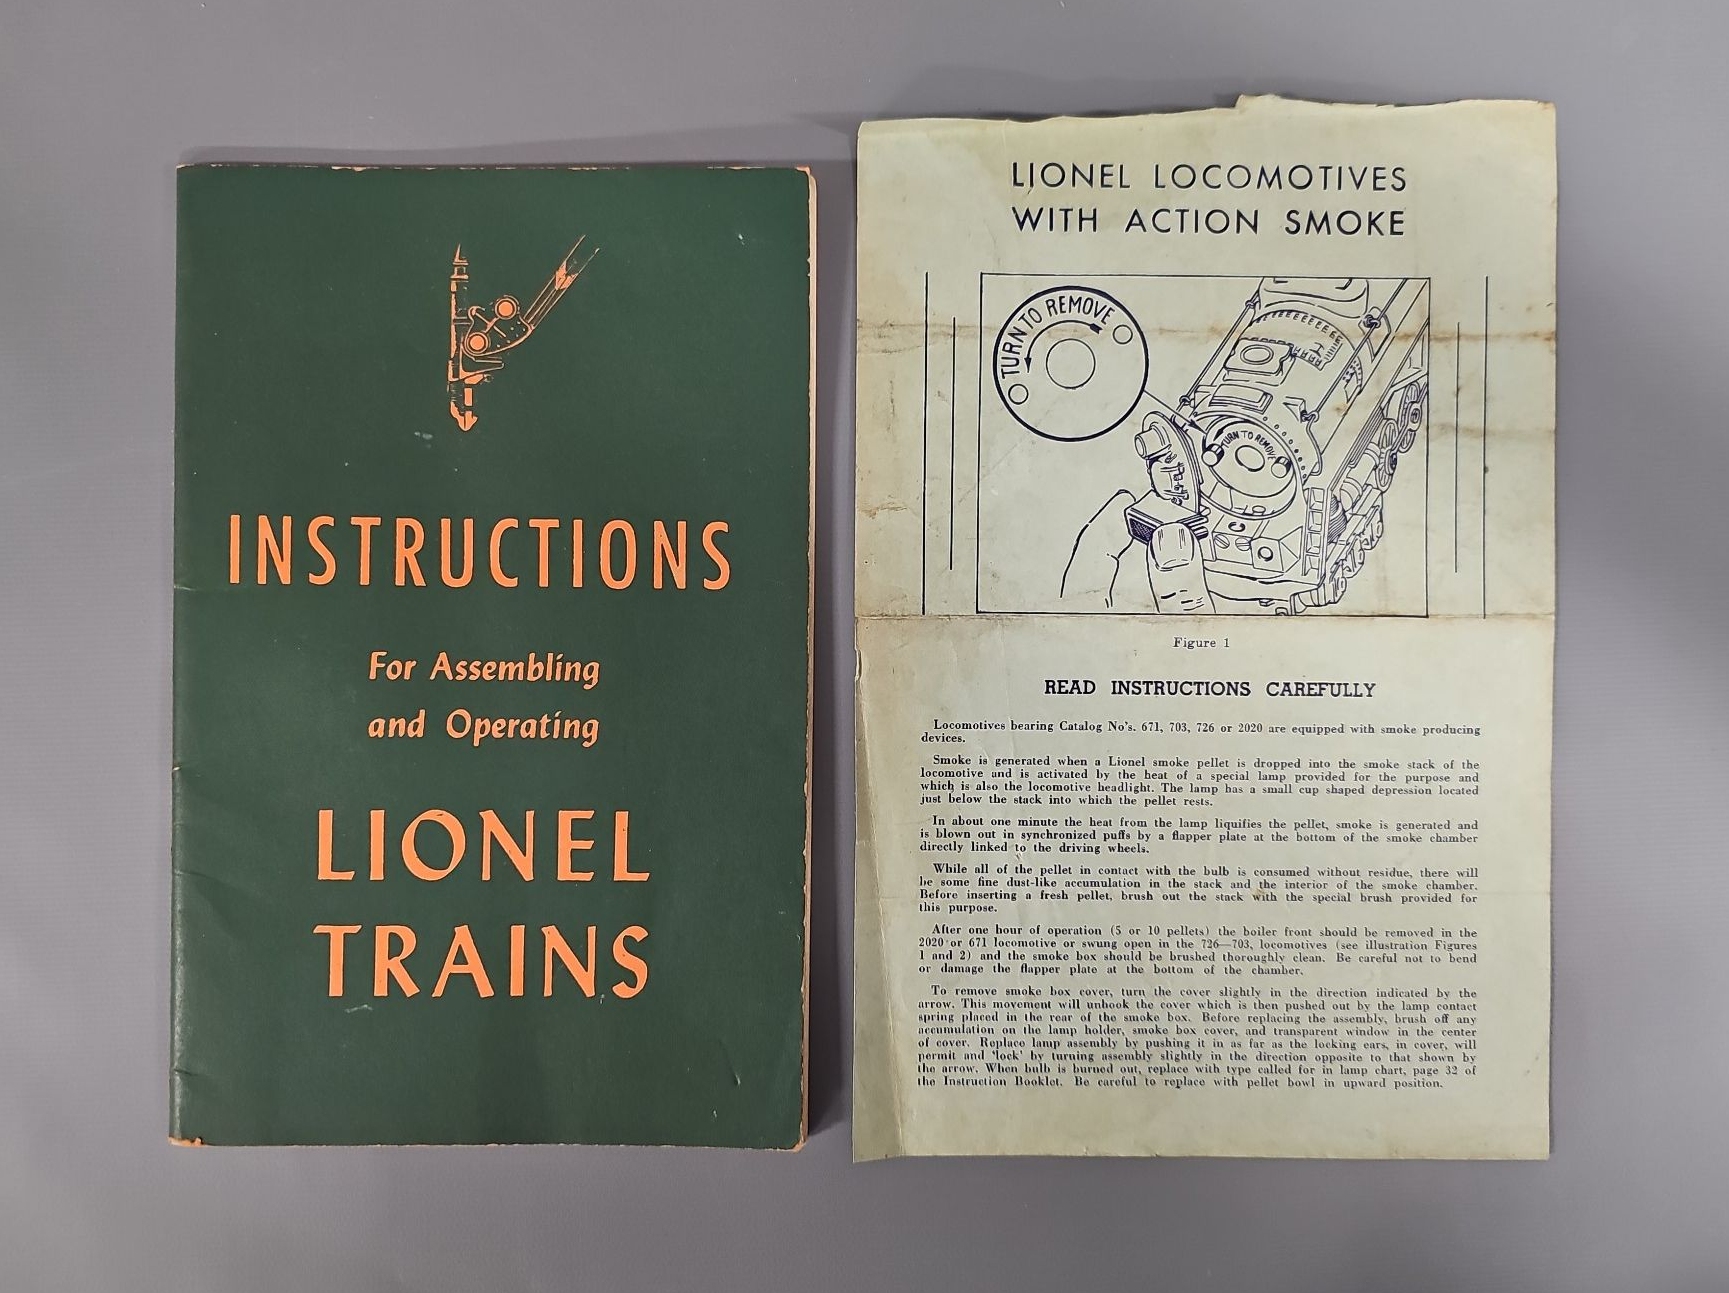 INSTRUCTIONS
For Assembling
and Operating
LIONEL
TRAINS
LIONEL LOCOMOTIVES
WITH ACTION SMOKE
TURN TO REMOVE
TURN TO REMOVE
Figure 1
READ INSTRUCTIONS CAREFULLY
Locomotives bearing Catalog No's. 671, 703, 726 or 2020 are equipped with smoke producing
devices.
Smoke is generated when a Lionel smoke pellet is dropped into the smoke stack of the
locomotive and is activated by the heat of a special lamp provided for the purpose and
which is also the locomotive headlight. The lamp has a small cup shaped depression located
just below the stack into which the pellet rests.
In about one minute the heat from the lamp liquifies the pellet, smoke is generated and
is blown out in synchronized puffs by a flapper plate at the bottom of the smoke chamber
directly linked to the driving wheels.
While all of the pellet in contact with the bulb is consumed without residue, there will
be some fine dust-like accumulation in the stack and the interior of the smoke chamber.
Before inserting a fresh pellet, brush out the stack with the special brush provided for
this purpose.
After one hour of operation (5 or 10 pellets) the boiler front should be removed in the
2020 or 671 locomotive or swung open in the 726—703, locomotives (see illustration Figures
1 and 2) and the smoke box should be brushed thoroughly clean. Be careful not to bend
or damage the flapper plate at the bottom of the chamber.
To remove smoke box cover, turn the cover slightly in the direction indicated by the
arrow. This movement will unhook the cover which is then pushed out by the lamp contact
spring placed in the rear of the smoke box. Before replacing the assembly, brush off any
accumulation on the lamp holder, smoke box cover, and transparent window in the center
of cover. Replace lamp assembly by pushing it in as far as the locking ears, in cover, will
permit and 'lock' by turning assembly slightly in the direction opposite to that shown by
the arrow. When bulb is burned out, replace with type called for in lamp chart, page 32 of
the Instruction Booklet. Be careful to replace with pellet bowl in upward position.